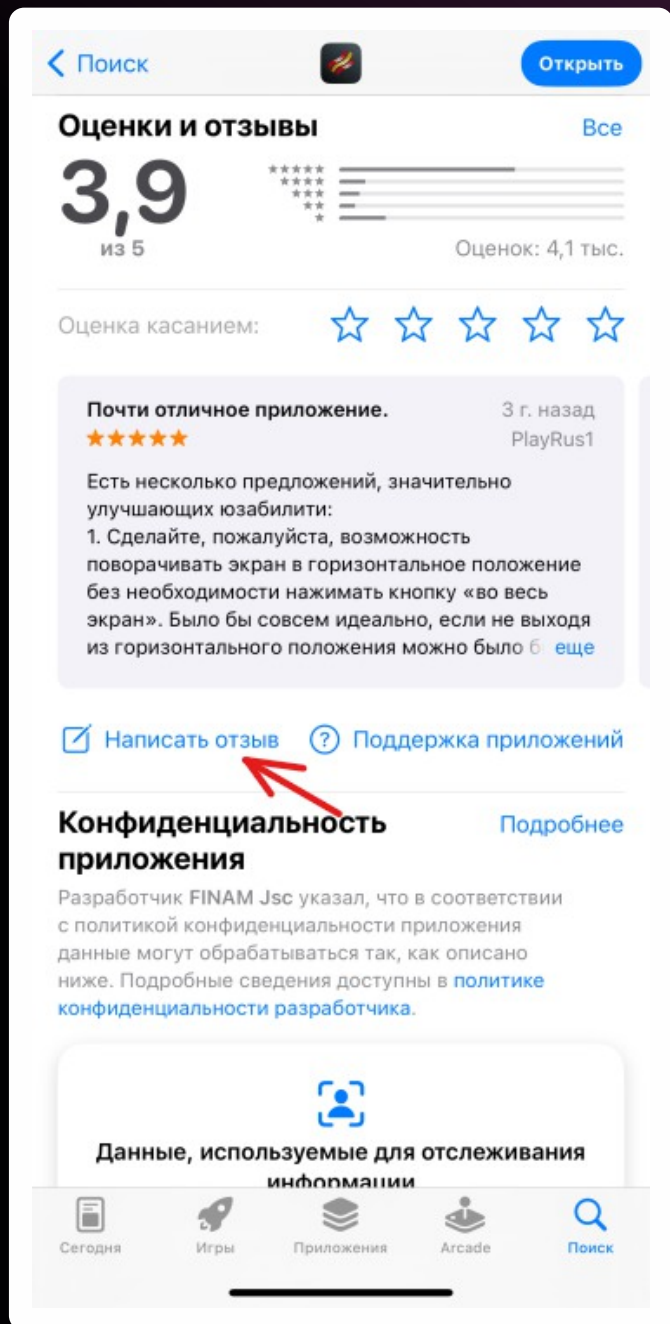 Поиск
Открыть
Оценки и отзывы
Все
3,9
из 5
Оценок: 4,1 тыс.
Оценка касанием:
Почти отличное приложение.
3 г. назад
PlayRus1
Есть несколько предложений, значительно
улучшающих юзабилити:
1. Сделайте, пожалуйста, возможность
поворачивать экран в горизонтальное положение
без необходимости нажимать кнопку «во весь
экран». Было бы совсем идеально, если не выходя
из горизонтального положения можно было б еще
Написать отзыв
Поддержка приложений
Конфиденциальность
приложения
Подробнее
Разработчик FINAM Jsc указал, что в соответствии
с политикой конфиденциальности приложения
данные могут обрабатываться так, как описано
ниже. Подробные сведения доступны в политике
конфиденциальности разработчика.
Данные, используемые для отслеживания
информации
Сегодня
Игры
Приложения
Arcade
Поиск